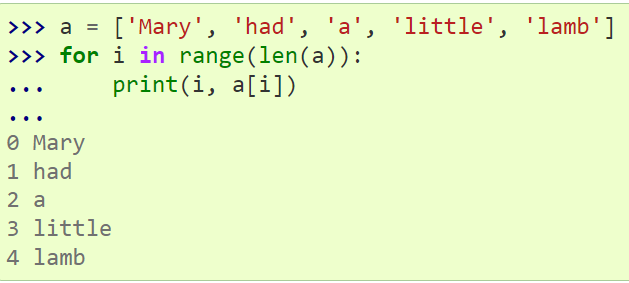 >>> a = ['Mary', 'had', 'a', 'little', 'lamb']
>>> for i in range(len(a)):
...     print(i, a[i])
...
0 Mary
1 had
2 a
3 little
4 lamb